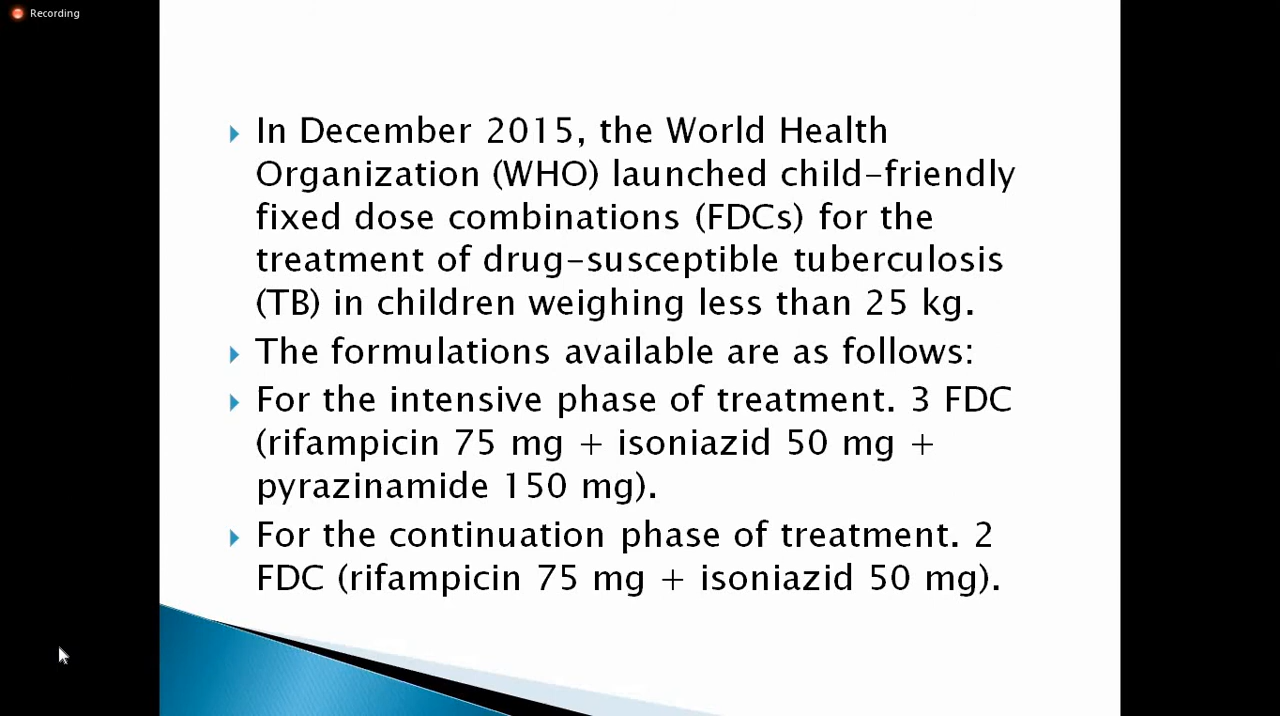 Recording
In December 2015, the World Health
Organization (WHO) launched child-friendly
fixed dose combinations (FDCs) for the
treatment of drug-susceptible tuberculosis
(TB) in children weighing less than 25 kg.
The formulations available are as follows:
For the intensive phase of treatment. 3 FDC
(rifampicin 75 mg + isoniazid 50 mg +
pyrazinamide 150 mg).
For the continuation phase of treatment. 2
FDC (rifampicin 75 mg + isoniazid 50 mg).